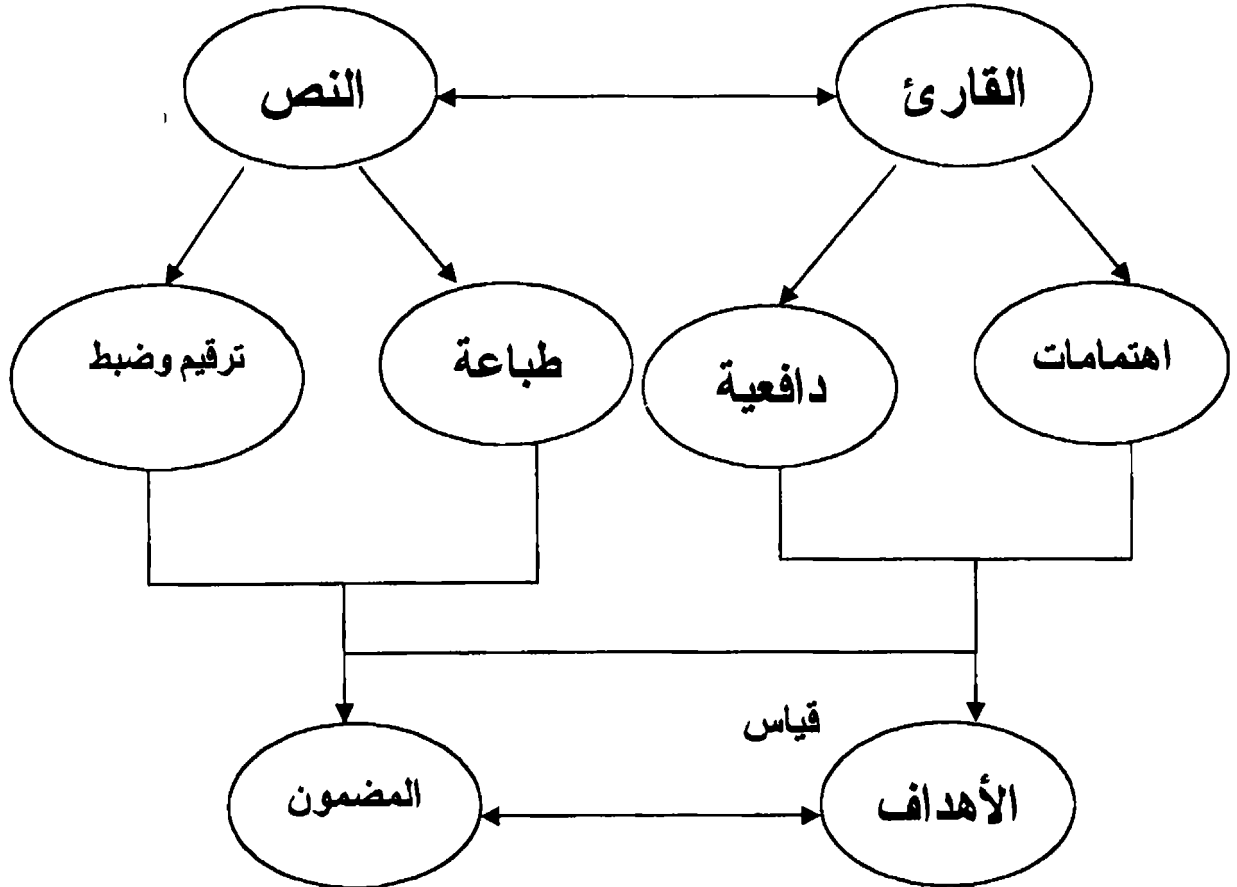 القارئ
النص
اهتمامات
دافعية
طباعة
ترقيم وضبط
قياس
الأهداف
المضمون